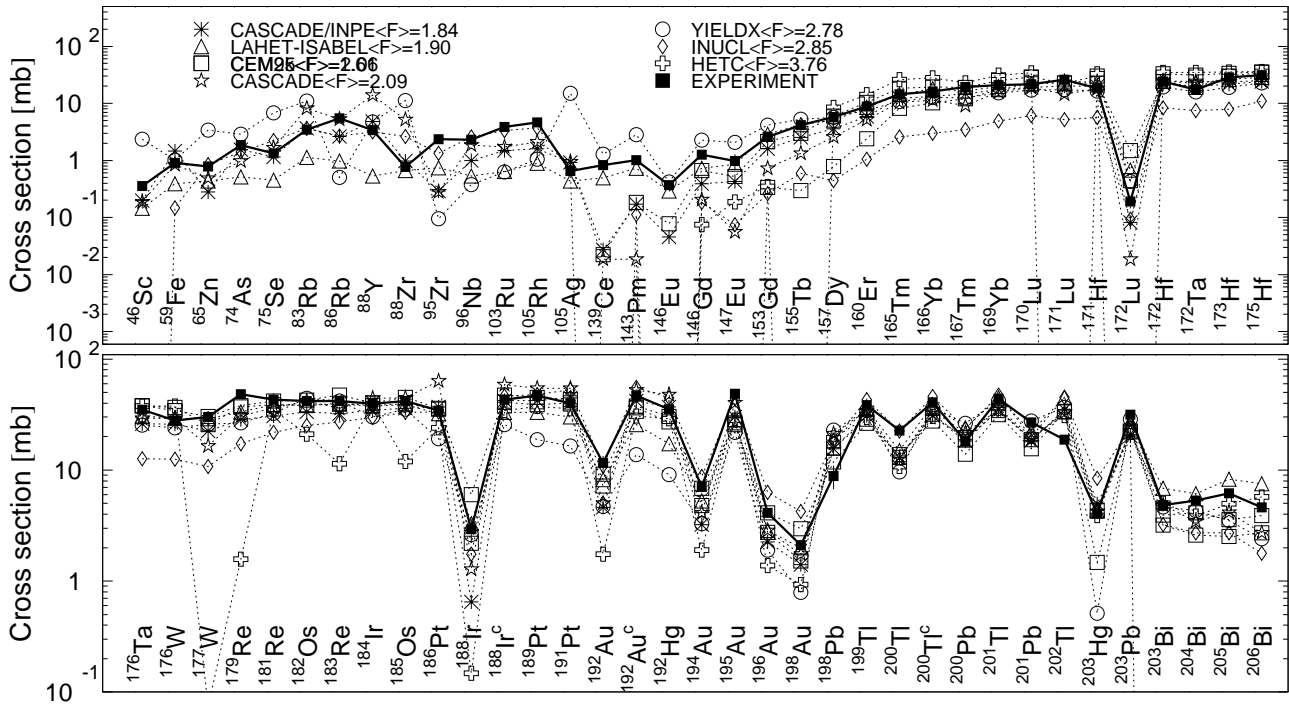 CASCADE/INPE<F>=1.84
LAHET-ISABEL<F>=1.90
CASCADE<F>=2.09
YIELDX<F>=2.78
INUCL<F>=2.85
HETC<F>=3.76
EXPERIMENT
Cross section [mb]
10 2
10
1
10 -1
10 -2
10 -3
46Sc
59Fe
65Zn
74As
75Se
83Rb
86Rb
88Y
88Zr
95Zr
96Nb
103Ru
105Rh
105Ag
139Ce
143Pm
146Eu
146Gd
147Eu
153Gd
155Tb
157Dy
160Er
165Tm
166Yb
167Tm
169Yb
170Lu
171Lu
171Hf
172Lu
172Hf
172Ta
173Hf
175Hf
Cross section [mb]
10 2
10
1
10 -1
176Ta
176W
177W
179Re
181Re
182Os
183Re
184Ir
185Os
186Pt
188Ir
188Ir c
189Pt
191Pt
192Au
192Au c
192Hg
194Au
195Au
196Au
198Au
198Pb
199Tl
200Tl
200Tl c
200Pb
201Tl
201Pb
202Tl
203Hg
203Pb
203Bi
204Bi
205Bi
206Bi